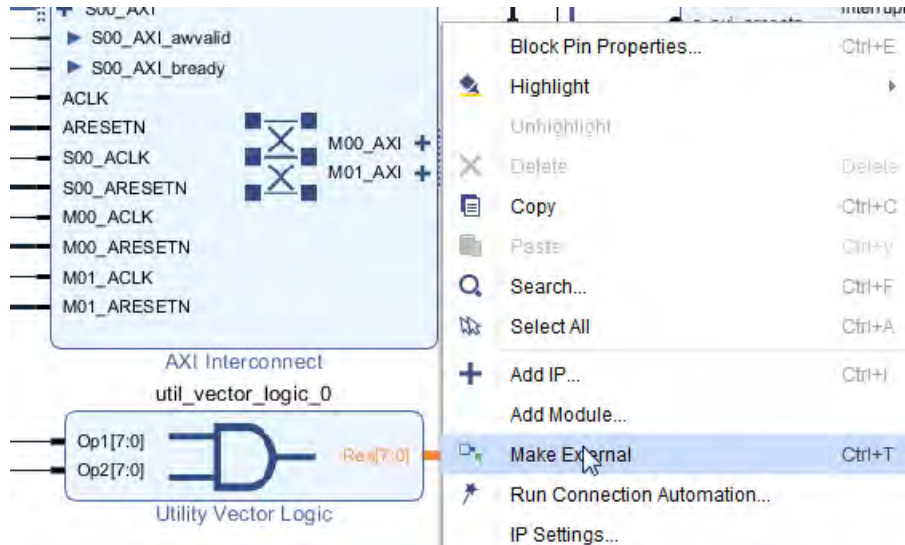 S00_AXI
S00_AXI_awvalid
S00_AXI_bready
ACLK
ARESETN
S00_ACLK
S00_ARESETN
M00_ACLK
M00_ARESETN
M01_ACLK
M01_ARESETN
M00_AXI
M01_AXI
AXI Interconnect
util_vector_logic_0
Op1[7:0]
Op2[7:0]
Res[7:0]
Utility Vector Logic
Block Pin Properties... Ctrl+E
Highlight
Unhighlight
Delete Delete
Copy Ctrl+C
Paste Ctrl+V
Search... Ctrl+F
Select All Ctrl+A
Add IP... Ctrl+I
Add Module...
Make External Ctrl+T
Run Connection Automation...
IP Settings...